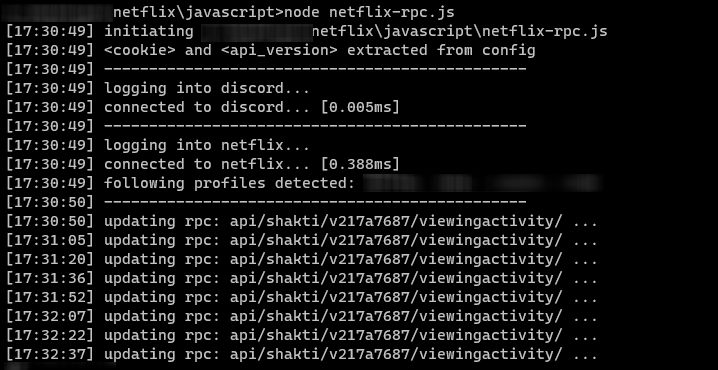 netflix\javascript>node netflix-rpc.js
[17:30:49] initiating netflix\javascript\netflix-rpc.js
[17:30:49] <cookie> and <api_version> extracted from config
[17:30:49] -----------------------------------------------
[17:30:49] logging into discord...
[17:30:49] connected to discord... [0.005ms]
[17:30:49] -----------------------------------------------
[17:30:49] logging into netflix...
[17:30:49] connected to netflix... [0.388ms]
[17:30:49] following profiles detected:
[17:30:50] -----------------------------------------------
[17:30:50] updating rpc: api/shakti/v217a7687/viewingactivity/ ...
[17:31:05] updating rpc: api/shakti/v217a7687/viewingactivity/ ...
[17:31:20] updating rpc: api/shakti/v217a7687/viewingactivity/ ...
[17:31:36] updating rpc: api/shakti/v217a7687/viewingactivity/ ...
[17:31:52] updating rpc: api/shakti/v217a7687/viewingactivity/ ...
[17:32:07] updating rpc: api/shakti/v217a7687/viewingactivity/ ...
[17:32:22] updating rpc: api/shakti/v217a7687/viewingactivity/ ...
[17:32:37] updating rpc: api/shakti/v217a7687/viewingactivity/ ...